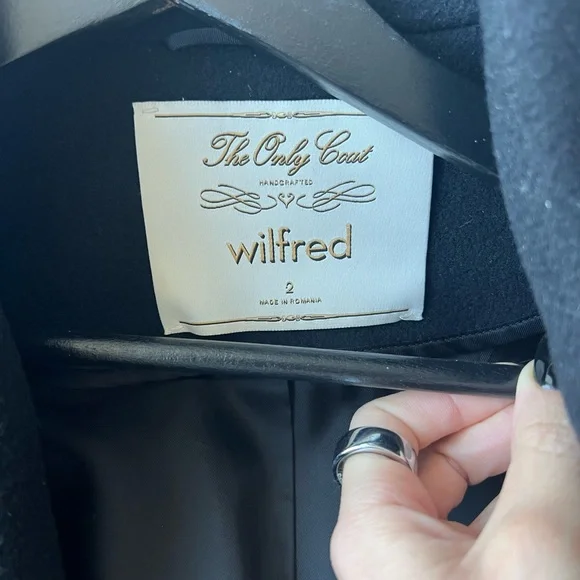 The Only Coat
HANDCRAFTED
wilfred
2
MADE IN ROMANIA